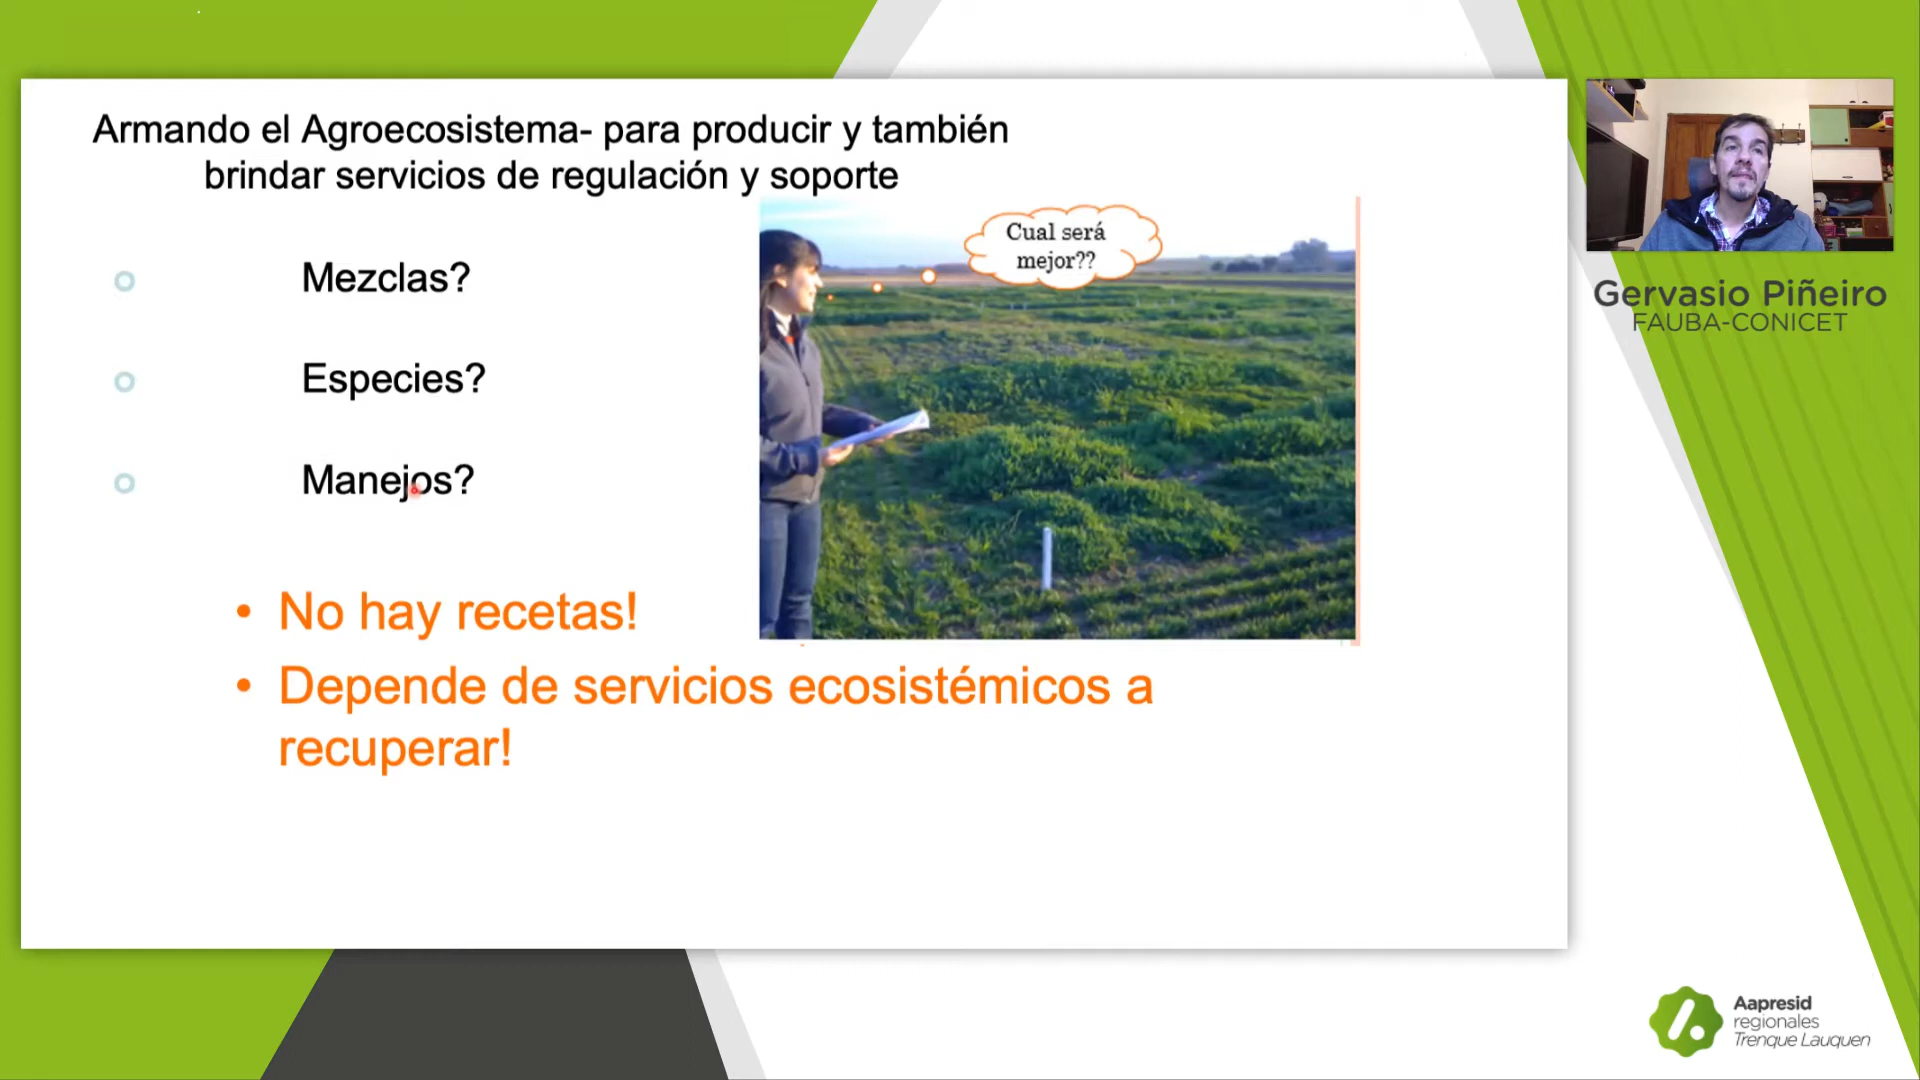 Armando el Agroecosistema- para producir y también
brindar servicios de regulación y soporte
Mezclas?
Especies?
Manejos?
Cual será
mejor??
• No hay recetas!
• Depende de servicios ecosistémicos a
recuperar!
Gervasio Piñeiro
FAUBA-CONICET
Aapresid
regionales
Trenque Lauquen